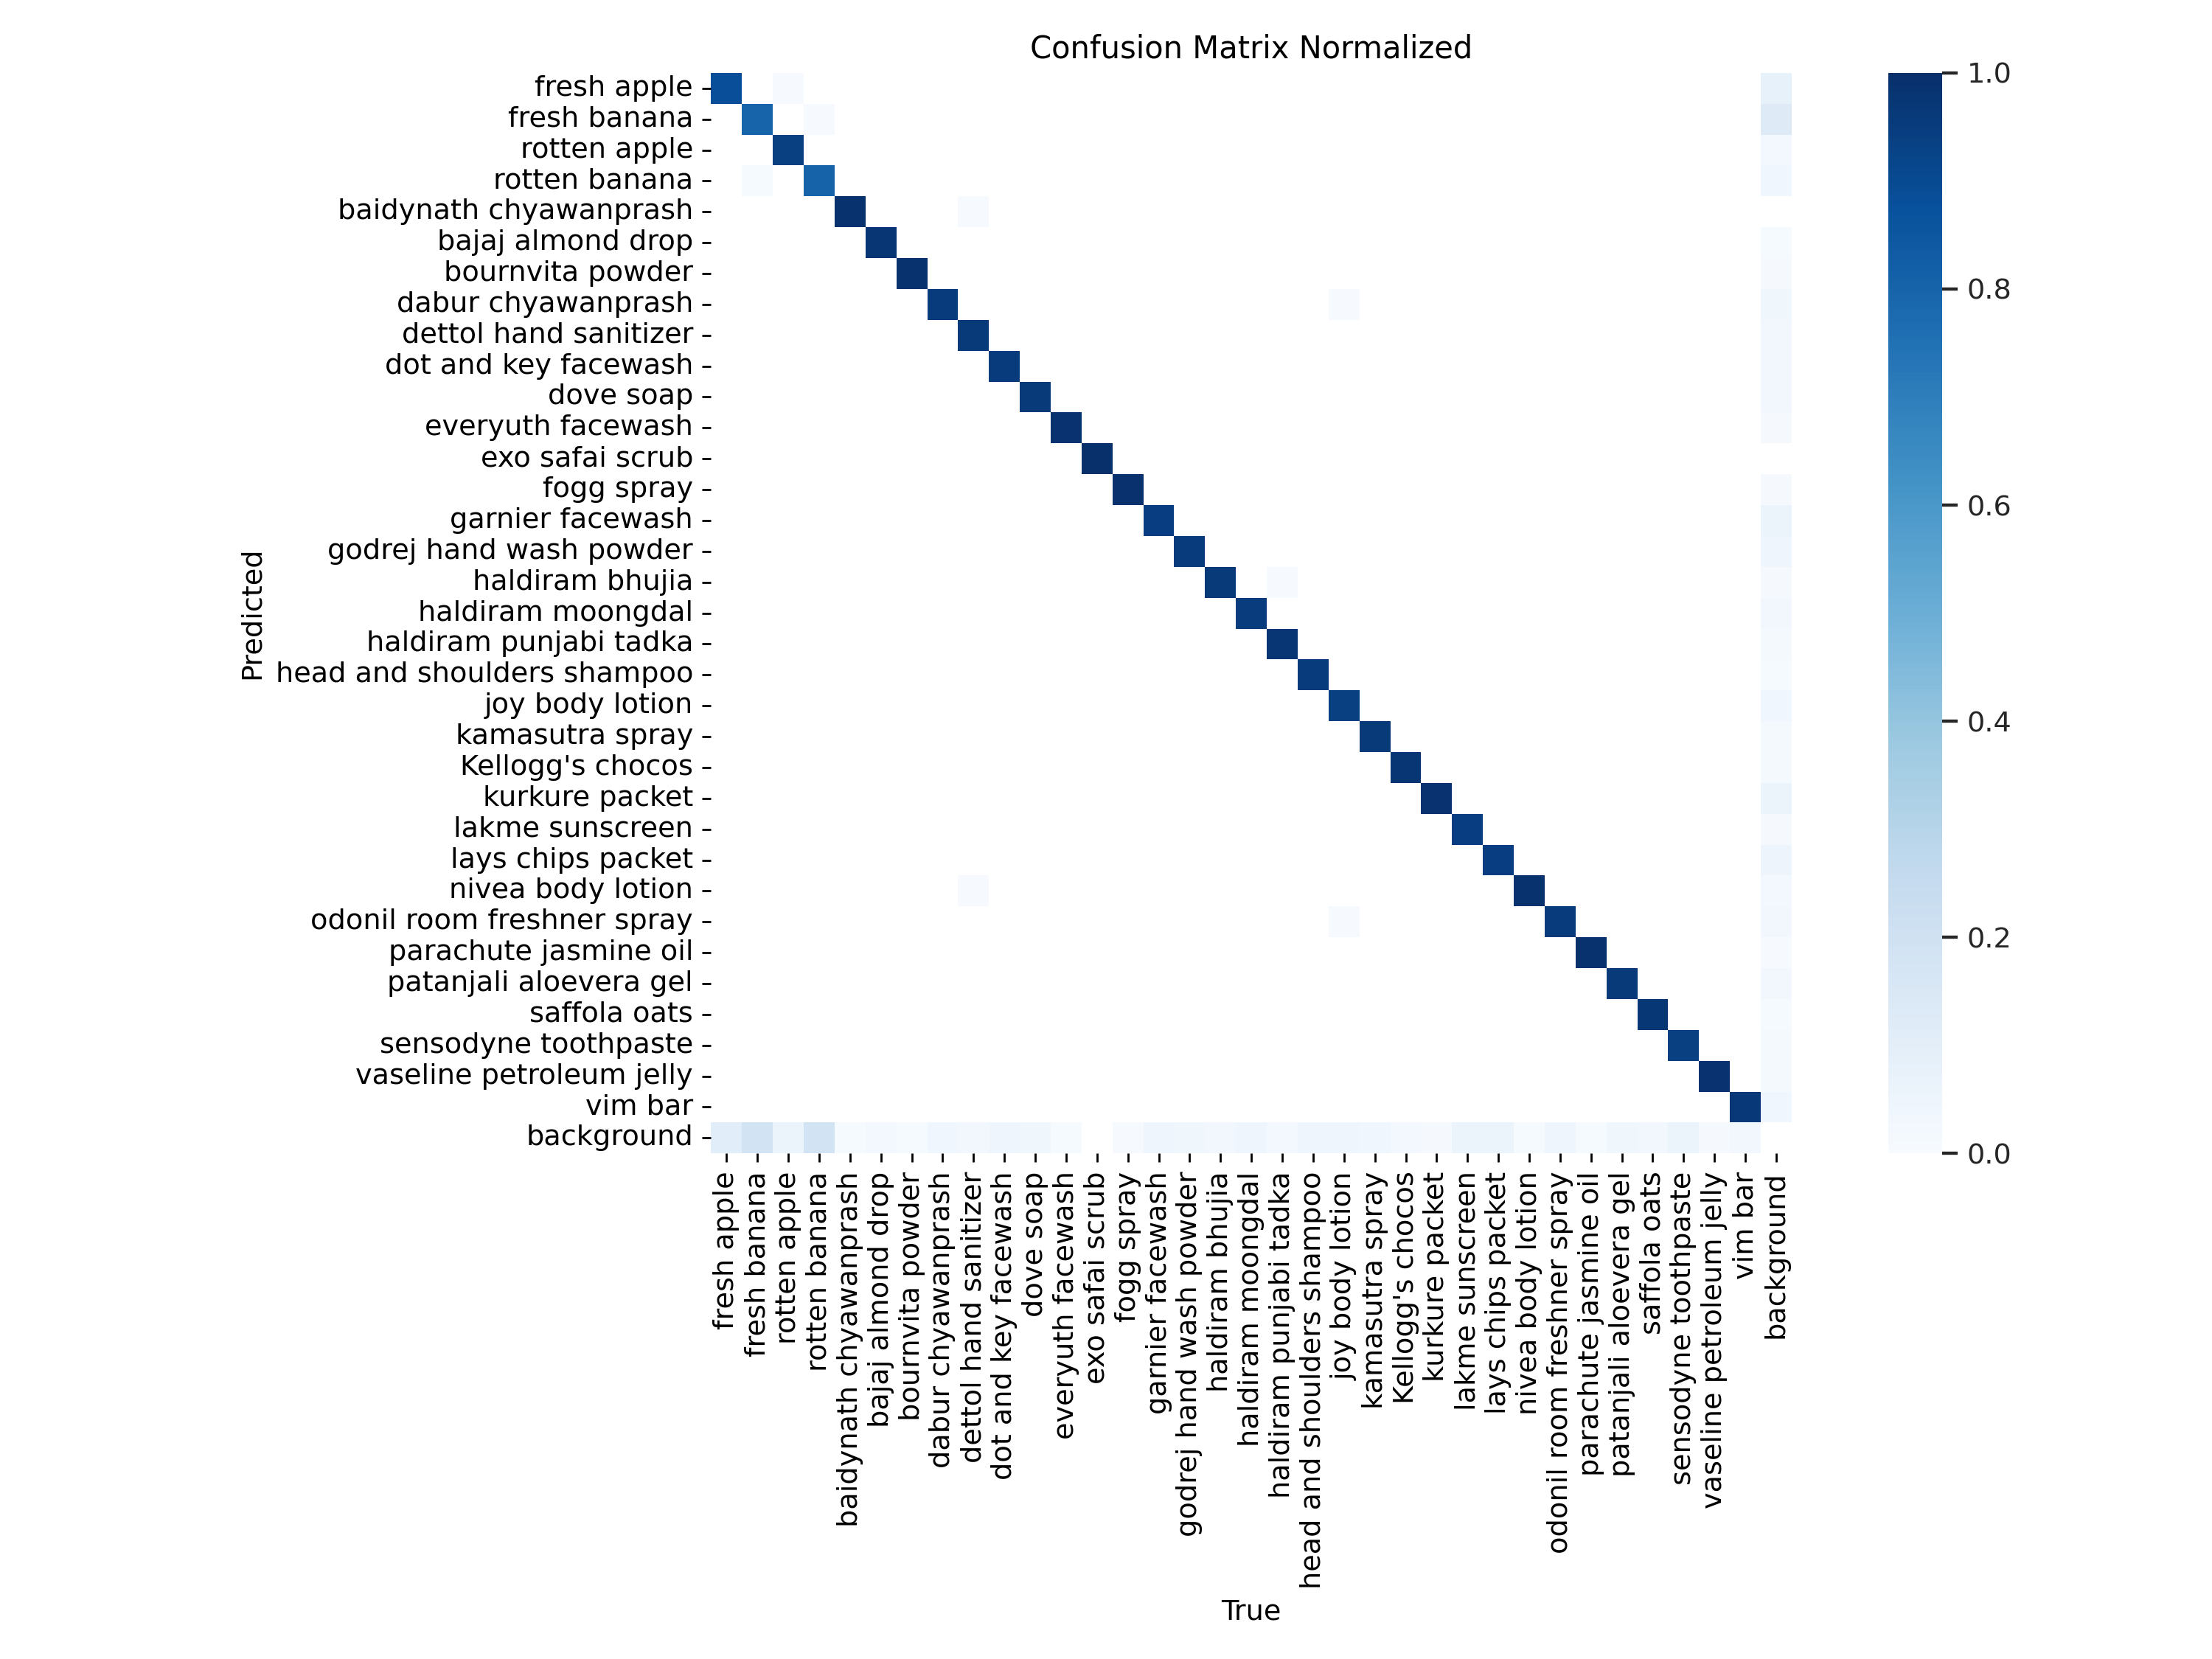 Confusion Matrix Normalized
fresh apple
fresh banana
rotten apple
rotten banana
baidynath chyawanprash
bajaj almond drop
bournvita powder
dabur chyawanprash
dettol hand sanitizer
dot and key facewash
dove soap
everyuth facewash
exo safai scrub
fogg spray
garnier facewash
godrej hand wash powder
haldiram bhujia
haldiram moongdal
haldiram punjabi tadka
head and shoulders shampoo
joy body lotion
kamasutra spray
Kellogg's chocos
kurkure packet
lakme sunscreen
lays chips packet
nivea body lotion
odonil room freshner spray
parachute jasmine oil
patanjali aloevera gel
saffola oats
sensodyne toothpaste
vaseline petroleum jelly
vim bar
background
Predicted
fresh apple
fresh banana
rotten apple
rotten banana
baidynath chyawanprash
bajaj almond drop
bournvita powder
dabur chyawanprash
dettol hand sanitizer
dot and key facewash
dove soap
everyuth facewash
exo safai scrub
fogg spray
garnier facewash
godrej hand wash powder
haldiram bhujia
haldiram moongdal
haldiram punjabi tadka
head and shoulders shampoo
joy body lotion
kamasutra spray
Kellogg's chocos
kurkure packet
lakme sunscreen
lays chips packet
nivea body lotion
odonil room freshner spray
parachute jasmine oil
patanjali aloevera gel
saffola oats
sensodyne toothpaste
vaseline petroleum jelly
vim bar
background
True
1.0
0.8
0.6
0.4
0.2
0.0